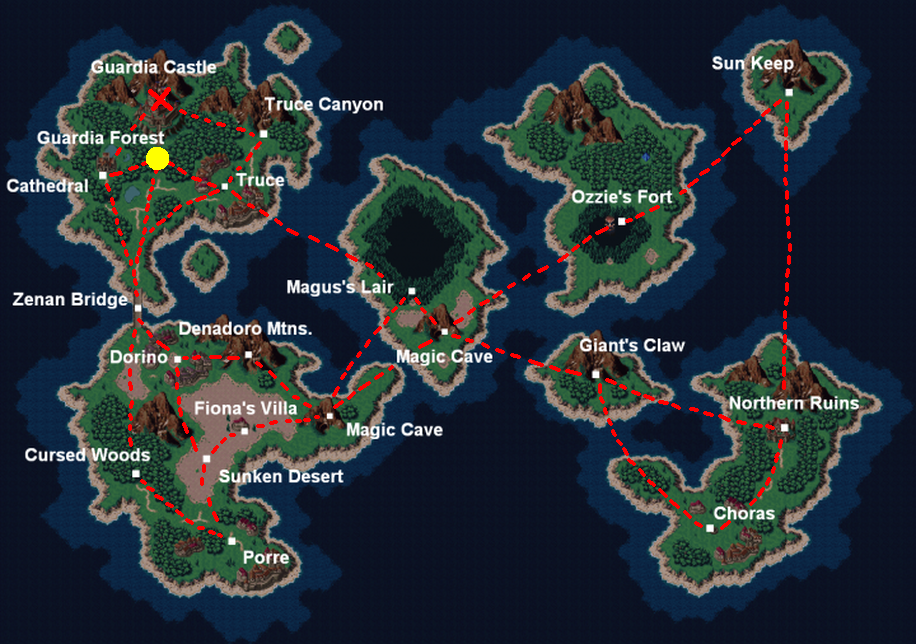 Guardia Castle
Sun Keep
Truce Canyon
Guardia Forest
Cathedral
Truce
Ozzie's Fort
Magus's Lair
Zenan Bridge
Denadoro Mtns.
Dorino
Magic Cave
Giant's Claw
Fiona's Villa
Northern Ruins
Magic Cave
Cursed Woods
Sunken Desert
Choras
Porre